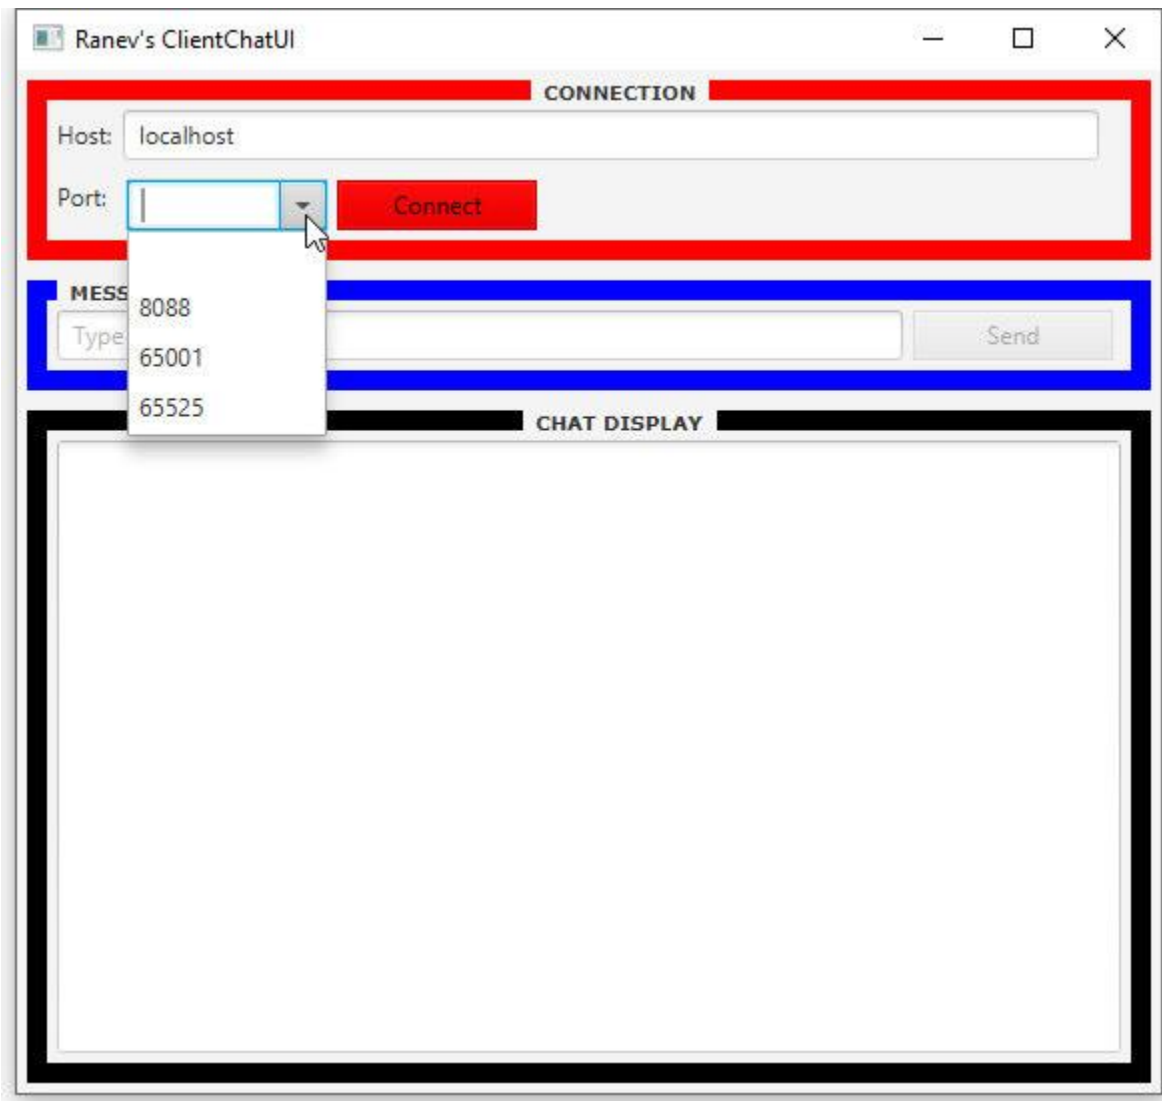 Ranev's ClientChatUI
CONNECTION
Host: localhost
Port: Connect
8088
65001
65525
MESS
Type
Send
CHAT DISPLAY